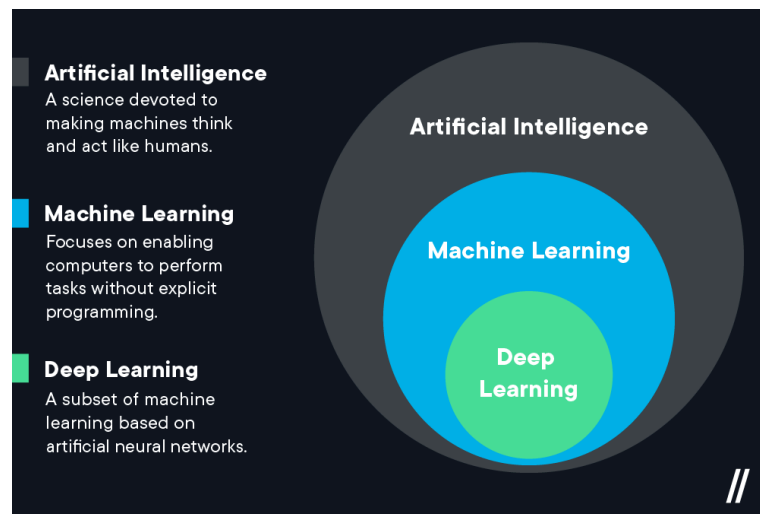 Artificial Intelligence
A science devoted to
making machines think
and act like humans.
Machine Learning
Focuses on enabling
computers to perform
tasks without explicit
programming.
Deep Learning
A subset of machine
learning based on
artificial neural networks.
Artificial Intelligence
Machine Learning
Deep
Learning
//